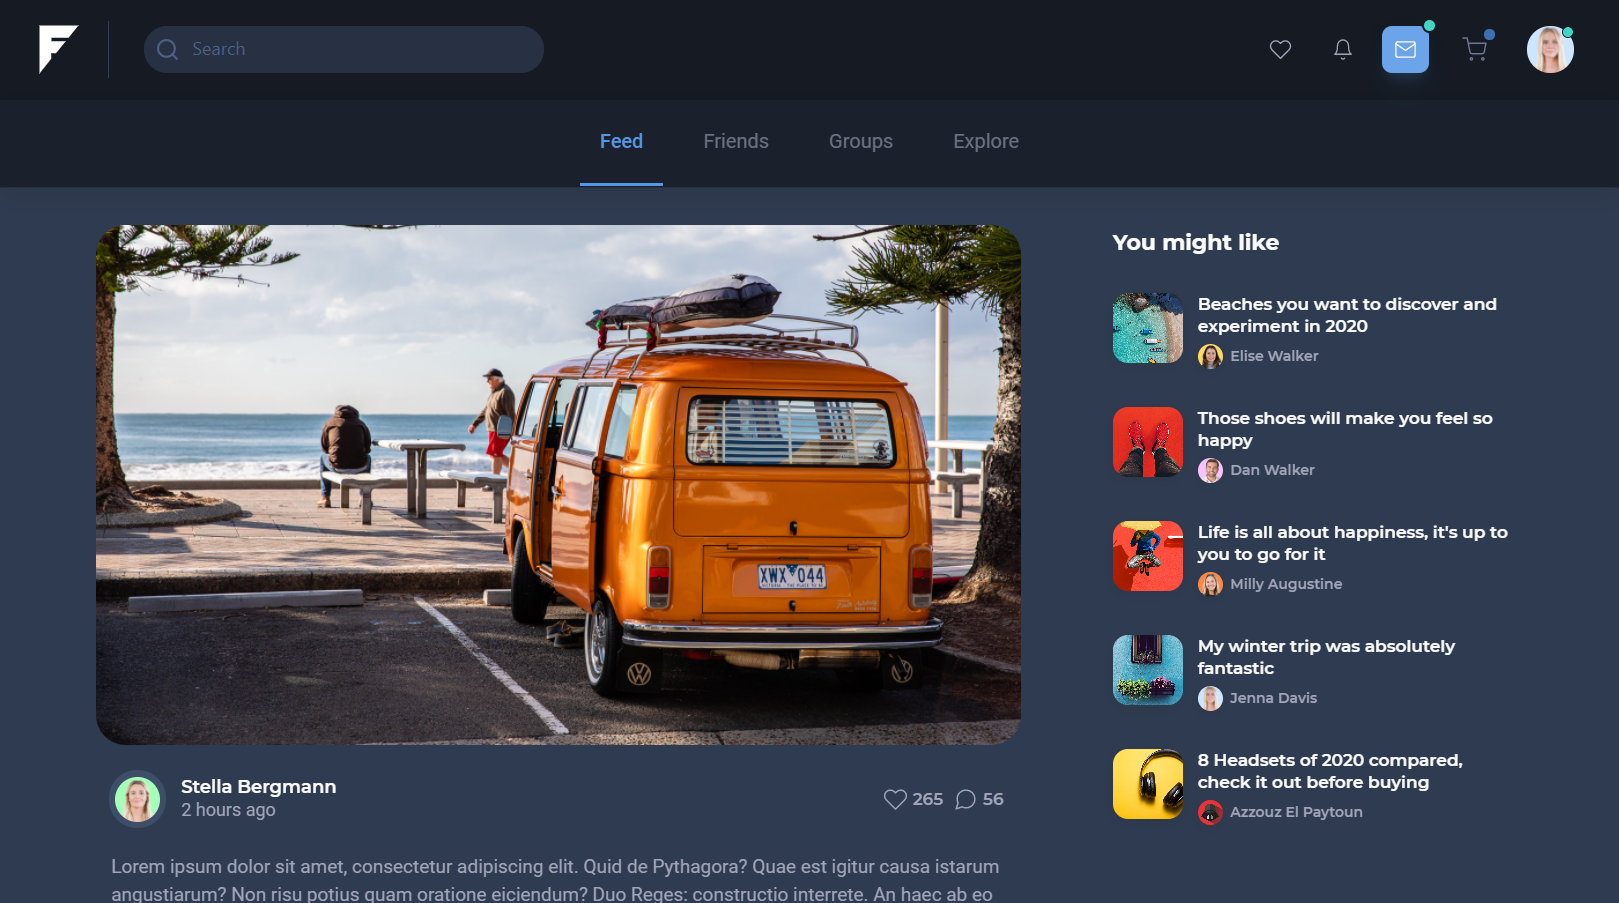 Search
Feed
Friends
Groups
Explore
XWX 044
Stella Bergmann
2 hours ago
265
56
Lorem ipsum dolor sit amet, consectetur adipiscing elit. Quid de Pythagora? Quae est igitur causa istarum
angustiarum? Non risu potius quam oratione eiciendum? Duo Reges: constructio interrete. An haec ab eo
You might like
Beaches you want to discover and
experiment in 2020
Elise Walker
Those shoes will make you feel so
happy
Dan Walker
Life is all about happiness, it's up to
you to go for it
Milly Augustine
My winter trip was absolutely
fantastic
Jenna Davis
8 Headsets of 2020 compared,
check it out before buying
Azzouz El Paytoun